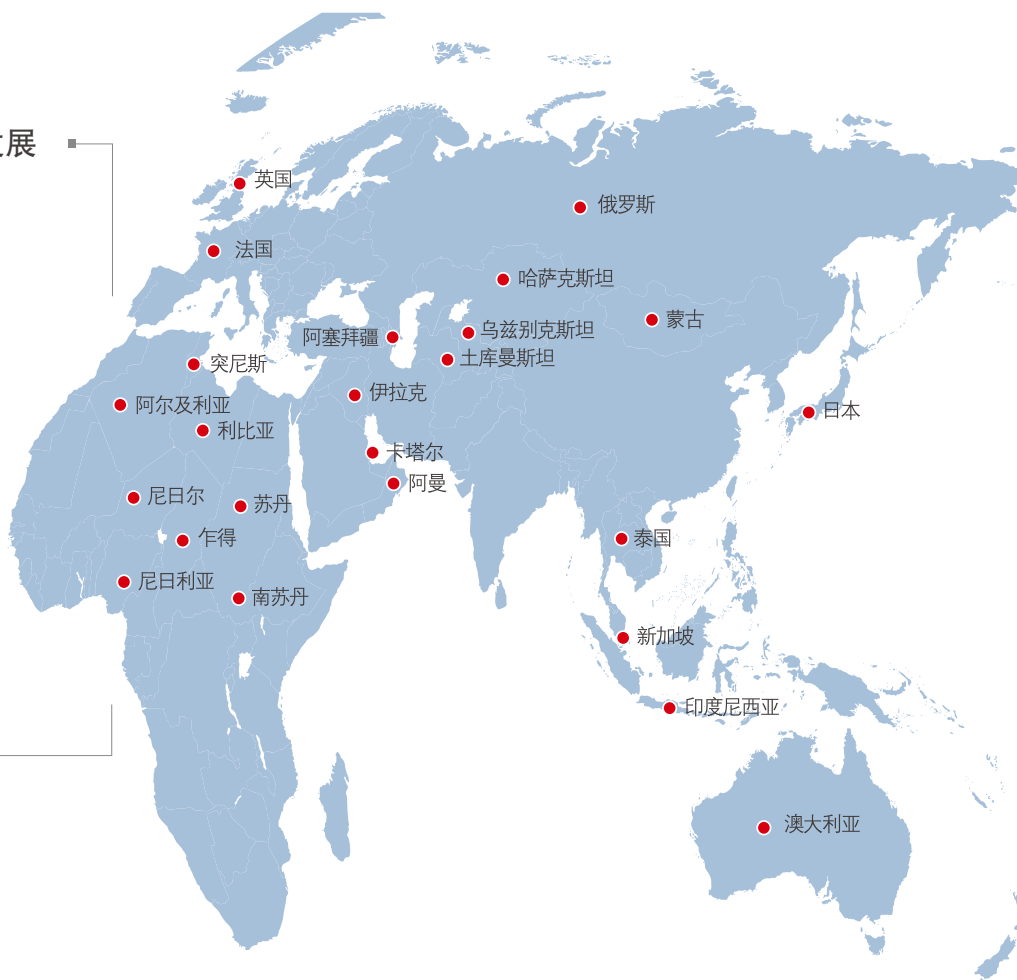 展
英国
俄罗斯
法国
哈萨克斯坦
蒙古
乌兹别克斯坦
阿塞拜疆
土库曼斯坦
突尼斯
伊拉克
阿尔及利亚
日本
利比亚
卡塔尔
阿曼
尼日尔
苏丹
乍得
泰国
尼日利亚
南苏丹
新加坡
印度尼西亚
澳大利亚